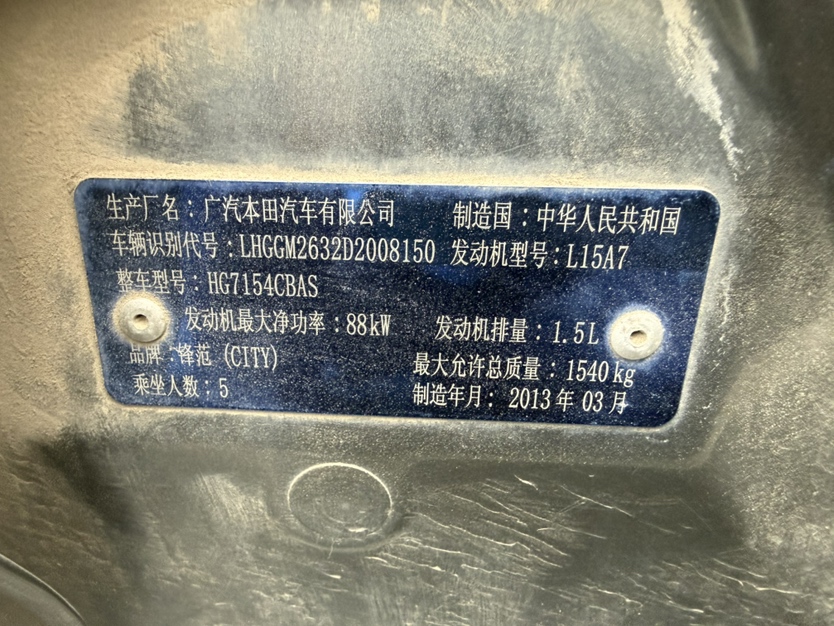 生产厂名：广汽本田汽车有限公司 制造国：中华人民共和国
车辆识别代号：LHGGM2632D2008150 发动机型号：L15A7
整车型号：HG7154CBAS
发动机最大净功率：88kW 发动机排量：1.5L
品牌 锋范 (CITY) 最大允许总质量：1540kg
乘坐人数：5 制造年月：2013年03月